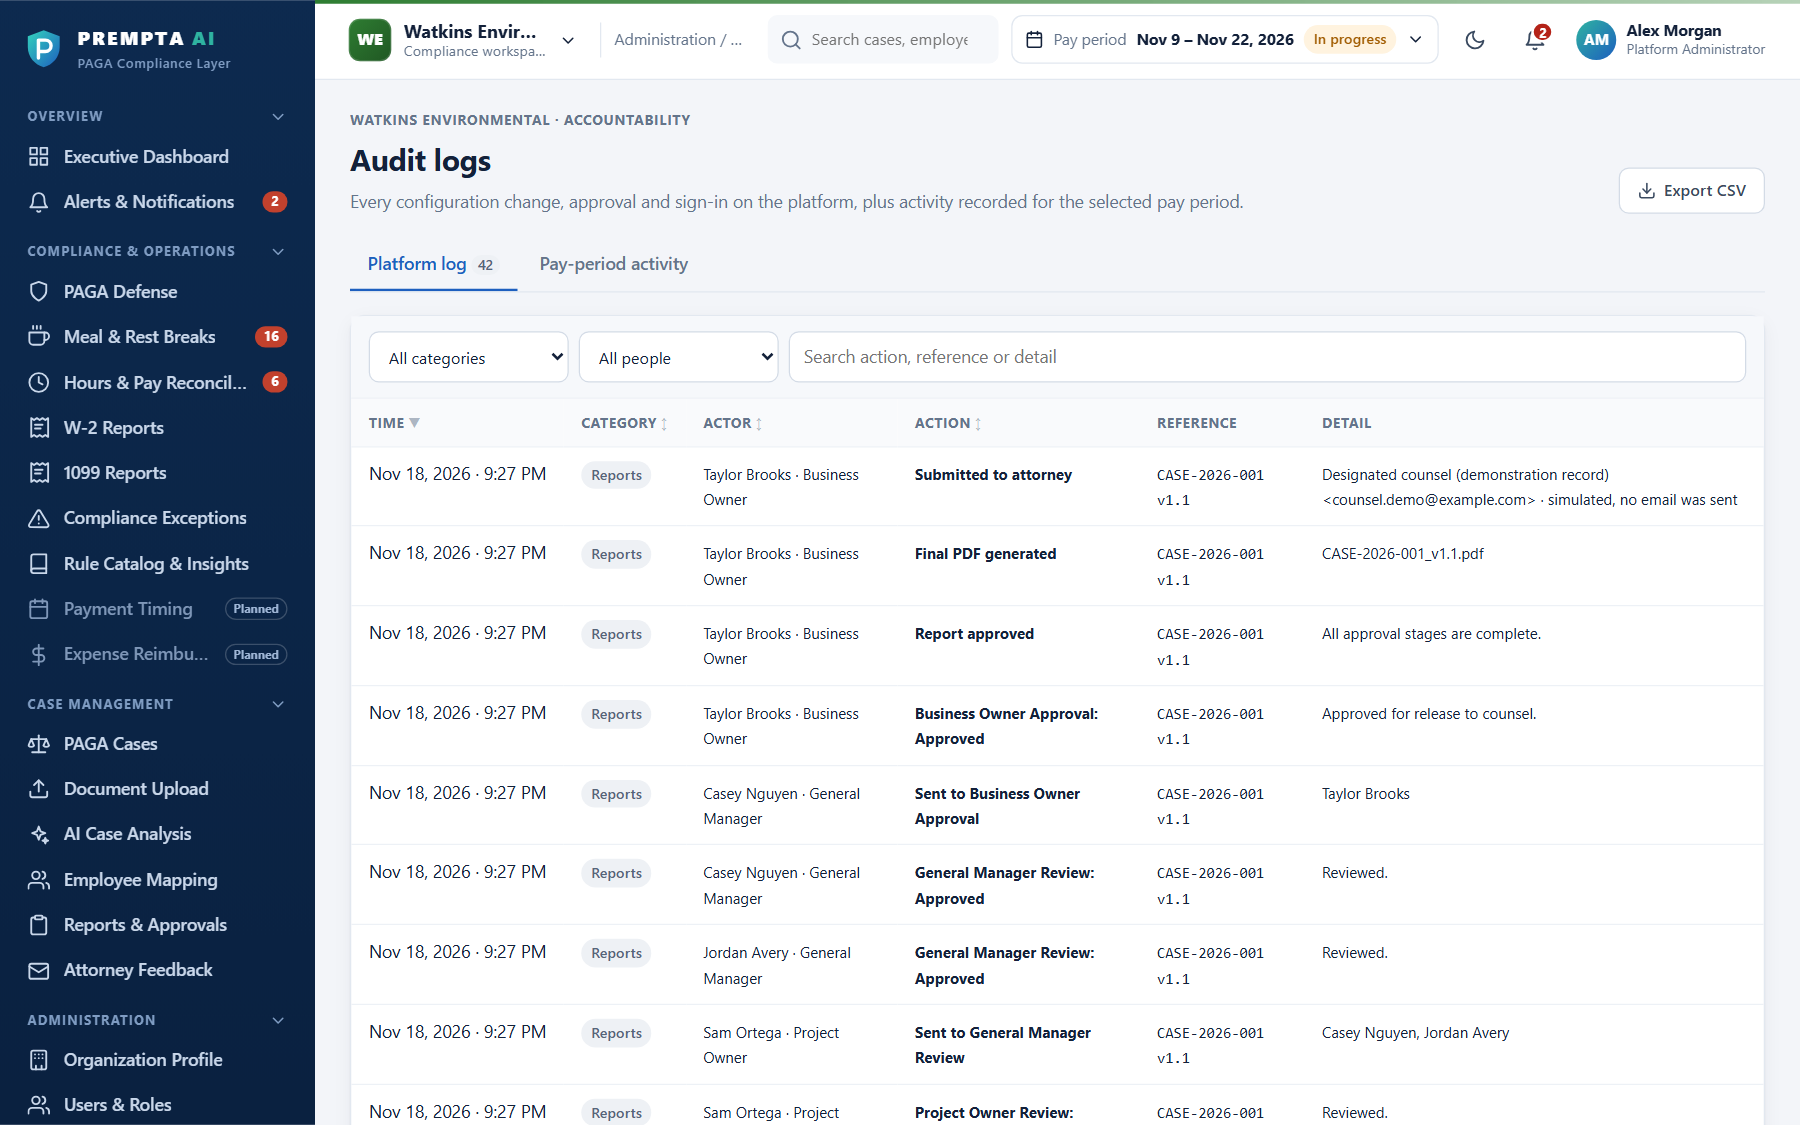 PREMPTA AI
PAGA Compliance Layer
OVERVIEW
Executive Dashboard
Alerts & Notifications 2
COMPLIANCE & OPERATIONS
PAGA Defense
Meal & Rest Breaks 16
Hours & Pay Reconcil... 6
W-2 Reports
1099 Reports
Compliance Exceptions
Rule Catalog & Insights
Payment Timing Planned
Expense Reimbu... Planned
CASE MANAGEMENT
PAGA Cases
Document Upload
AI Case Analysis
Employee Mapping
Reports & Approvals
Attorney Feedback
ADMINISTRATION
Organization Profile
Users & Roles
WE
Watkins Envir...
Compliance workspa...
Administration / ...
Search cases, employe
Pay period Nov 9 – Nov 22, 2026 In progress
2
AM
Alex Morgan
Platform Administrator
WATKINS ENVIRONMENTAL · ACCOUNTABILITY
Audit logs
Every configuration change, approval and sign-in on the platform, plus activity recorded for the selected pay period.
Export CSV
Platform log 42
Pay-period activity
All categories
All people
Search action, reference or detail
TIME CATEGORY ACTOR ACTION REFERENCE DETAIL
Nov 18, 2026 · 9:27 PM Reports Taylor Brooks · Business Submitted to attorney CASE-2026-001 Designated counsel (demonstration record)
Owner v1.1 <counsel.demo@example.com> · simulated, no email was sent
Nov 18, 2026 · 9:27 PM Reports Taylor Brooks · Business Final PDF generated CASE-2026-001 CASE-2026-001_v1.1.pdf
Owner v1.1
Nov 18, 2026 · 9:27 PM Reports Taylor Brooks · Business Report approved CASE-2026-001 All approval stages are complete.
Owner v1.1
Nov 18, 2026 · 9:27 PM Reports Taylor Brooks · Business Business Owner Approval: CASE-2026-001 Approved for release to counsel.
Owner Approved v1.1
Nov 18, 2026 · 9:27 PM Reports Casey Nguyen · General Sent to Business Owner CASE-2026-001 Taylor Brooks
Manager Approval v1.1
Nov 18, 2026 · 9:27 PM Reports Casey Nguyen · General General Manager Review: CASE-2026-001 Reviewed.
Manager Approved v1.1
Nov 18, 2026 · 9:27 PM Reports Jordan Avery · General General Manager Review: CASE-2026-001 Reviewed.
Manager Approved v1.1
Nov 18, 2026 · 9:27 PM Reports Sam Ortega · Project Sent to General Manager CASE-2026-001 Casey Nguyen, Jordan Avery
Owner Review v1.1
Nov 18, 2026 · 9:27 PM Reports Sam Ortega · Project Project Owner Review: CASE-2026-001 Reviewed.